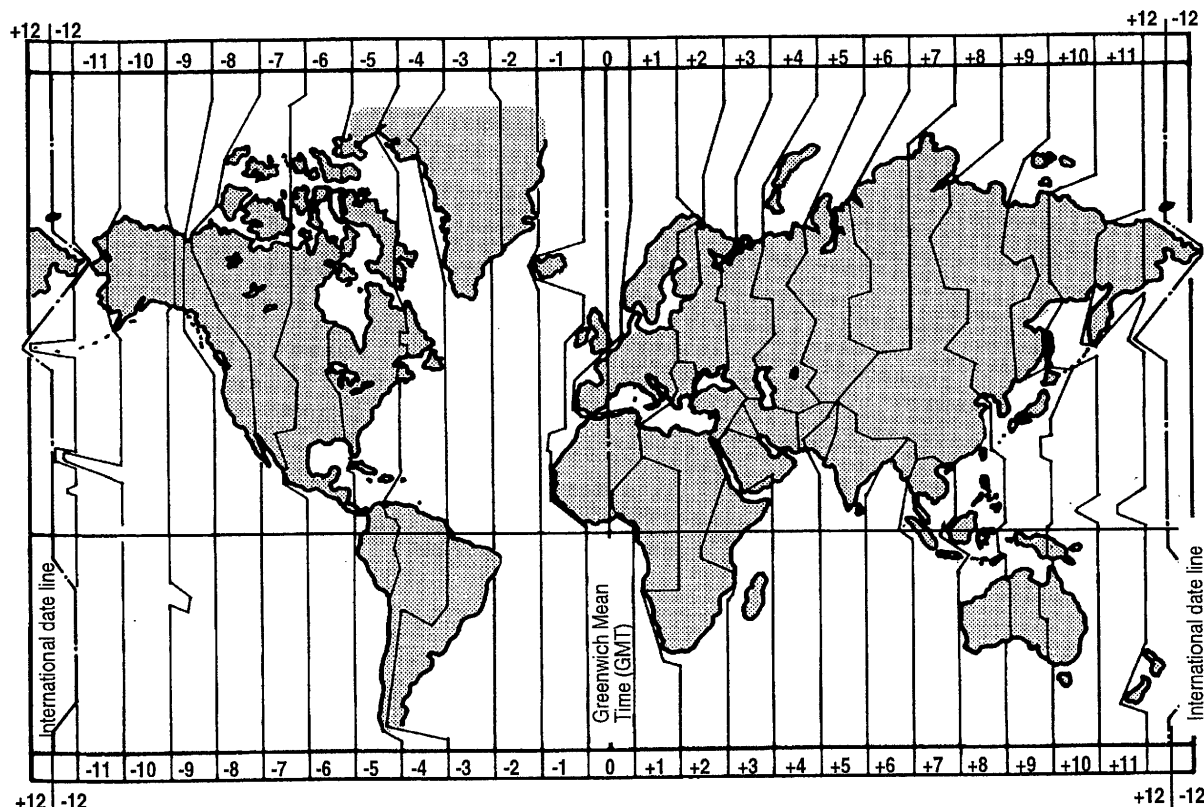 +12 -12
+12 -12
-11 -10 -9 -8 -7 -6 -5 -4 -3 -2 -1 0 +1 +2 +3 +4 +5 +6 +7 +8 +9 +10 +11
International date line
Greenwich Mean
Time (GMT)
International date line
-11 -10 -9 -8 -7 -6 -5 -4 -3 -2 -1 0 +1 +2 +3 +4 +5 +6 +7 +8 +9 +10 +11
+12 -12
+12 -12